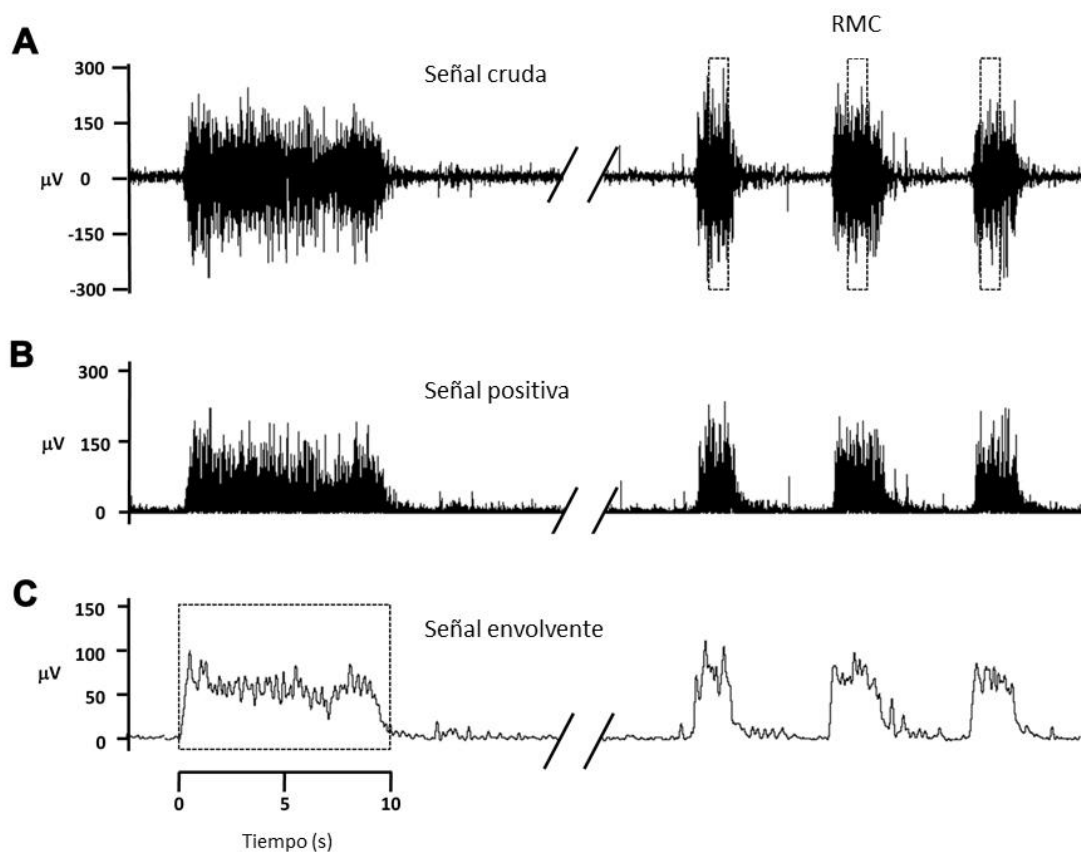 A
RMC
Señal cruda
300
150
μV 0
-150
-300
B
Señal positiva
300
150
μV
0
C
Señal envolvente
150
100
μV
50
0
0 5 10
Tiempo (s)